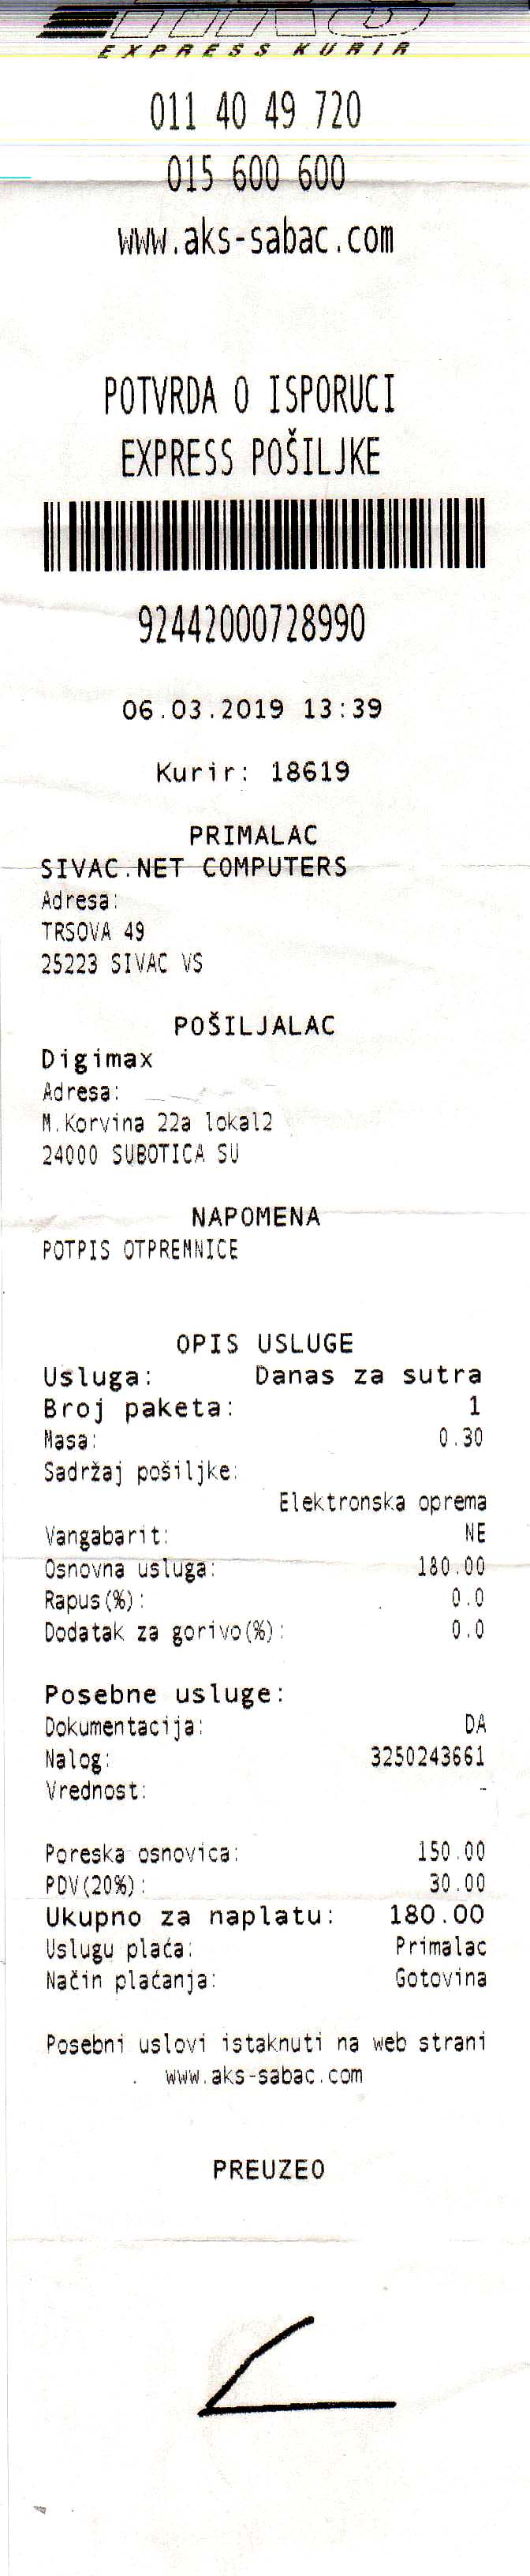 EXPRESS KURIR
011 40 49 720
015 600 600
www.aks-sabac.com
POTVRDA O ISPORUCI
EXPRESS POŠILJKE
92442000728990
06.03.2019 13:39
Kurir: 18619
PRIMALAC
SIVAC.NET COMPUTERS
Adresa:
TRSOVA 49
25223 SIVAC VS
POŠILJALAC
Digimax
Adresa:
M.Korvina 22a lokal2
24000 SUBOTICA SU
NAPOMENA
POTPIS OTPREMNICE
OPIS USLUGE
Usluga: Danas za sutra
Broj paketa: 1
Masa: 0.30
Sadržaj pošiljke:
Elektronska oprema
Vangabarit: NE
Osnovna usluga: 180.00
Rapus(%): 0.0
Dodatak za gorivo(%): 0.0
Posebne usluge:
Dokumentacija: DA
Nalog: 3250243661
Vrednost: -
Poreska osnovica: 150.00
PDV(20%): 30.00
Ukupno za naplatu: 180.00
Uslugu plaća: Primalac
Način plaćanja: Gotovina
Posebni uslovi istaknuti na web strani
www.aks-sabac.com
PREUZEO